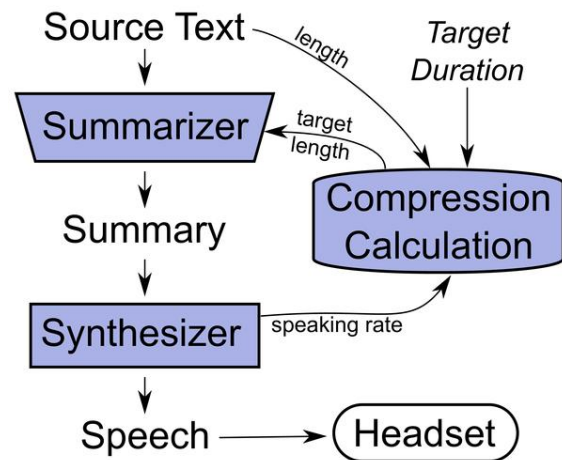 Source Text
length
Target
Duration
Summarizer
target
length
Compression
Calculation
Summary
Synthesizer
speaking rate
Speech
Headset